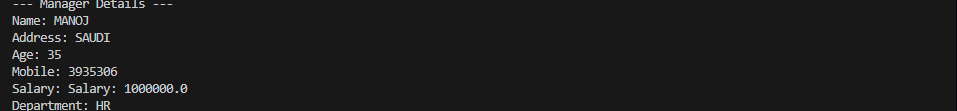 --- Manager Details ---
Name: MANOJ
Address: SAUDI
Age: 35
Mobile: 3935306
Salary: Salary: 1000000.0
Department: HR